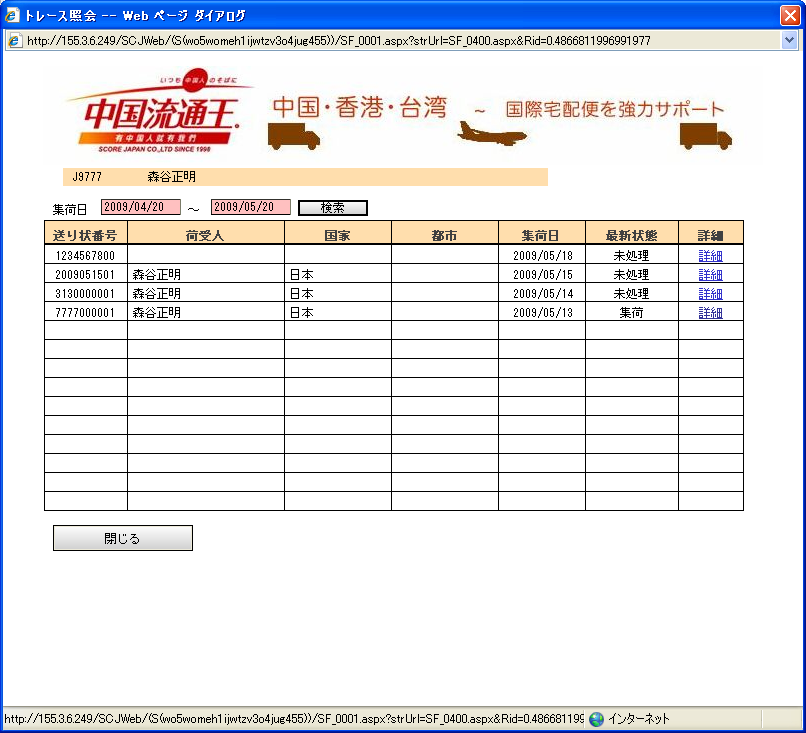 トレース照会 -- Web ページ ダイアログ
http://155.3.6.249/SCJWeb/(S(wo5womeh1ijwtzv3o4jug455))/SF_0001.aspx?strUrl=SF_0400.aspx&Rid=0.4866811996991977
いつも中国人のそばに
中国流通王.
有中国人就有我們
SCORE JAPAN CO.,LTD SINCE 1998
中国・香港・台湾 ~ 国際宅配便を強力サポート
J9777 森谷正明
集荷日 2009/04/20 ～ 2009/05/20 検索
送り状番号 荷受人 国家 都市 集荷日 最新状態 詳細
1234567800 2009/05/18 未処理 詳細
2009051501 森谷正明 日本 2009/05/15 未処理 詳細
3130000001 森谷正明 日本 2009/05/14 未処理 詳細
7777000001 森谷正明 日本 2009/05/13 集荷 詳細
閉じる
http://155.3.6.249/SCJWeb/(S(wo5womeh1ijwtzv3o4jug455))/SF_0001.aspx?strUrl=SF_0400.aspx&Rid=0.486681199 インターネット